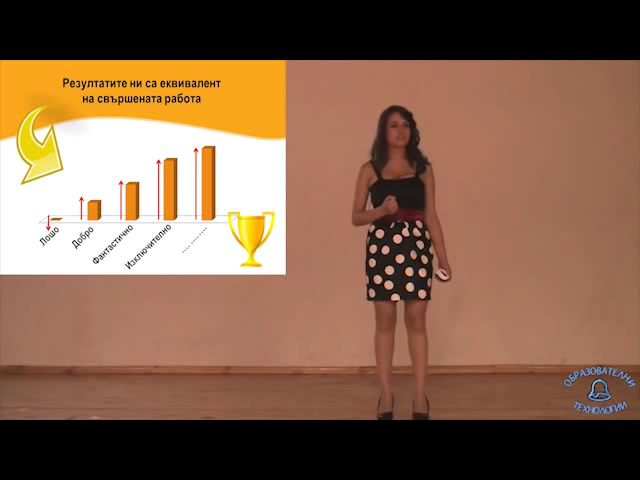 Резултатите ни са еквивалент
на свършената работа
Лошо
Добро
Фантастично
Изключително
... ... ...
ОБРАЗОВАТЕЛНИ
ТЕХНОЛОГИИ